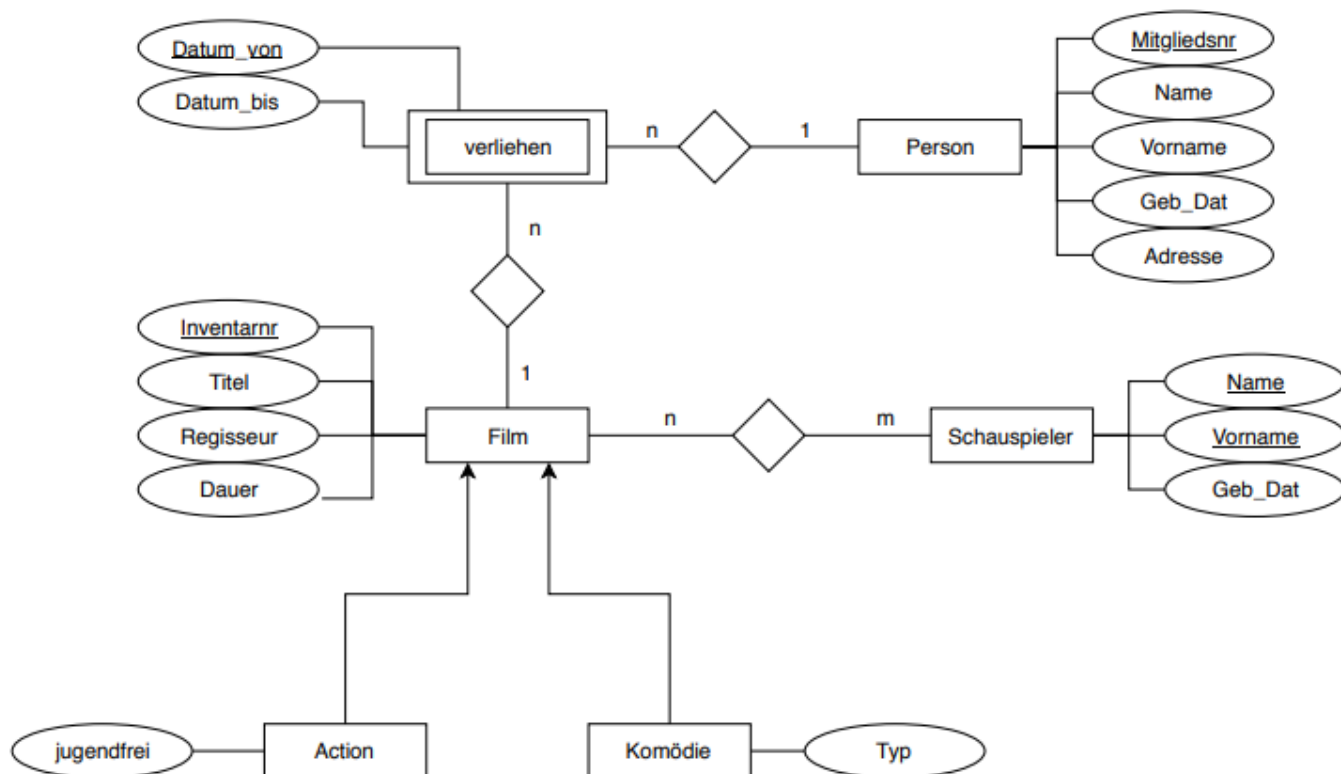 Datum_von
Datum_bis
verliehen
n
1
Person
Mitgliedsnr
Name
Vorname
Geb_Dat
Adresse
n
1
Inventarnr
Titel
Regisseur
Dauer
Film
n
m
Schauspieler
Name
Vorname
Geb_Dat
jugendfrei
Action
Komödie
Typ